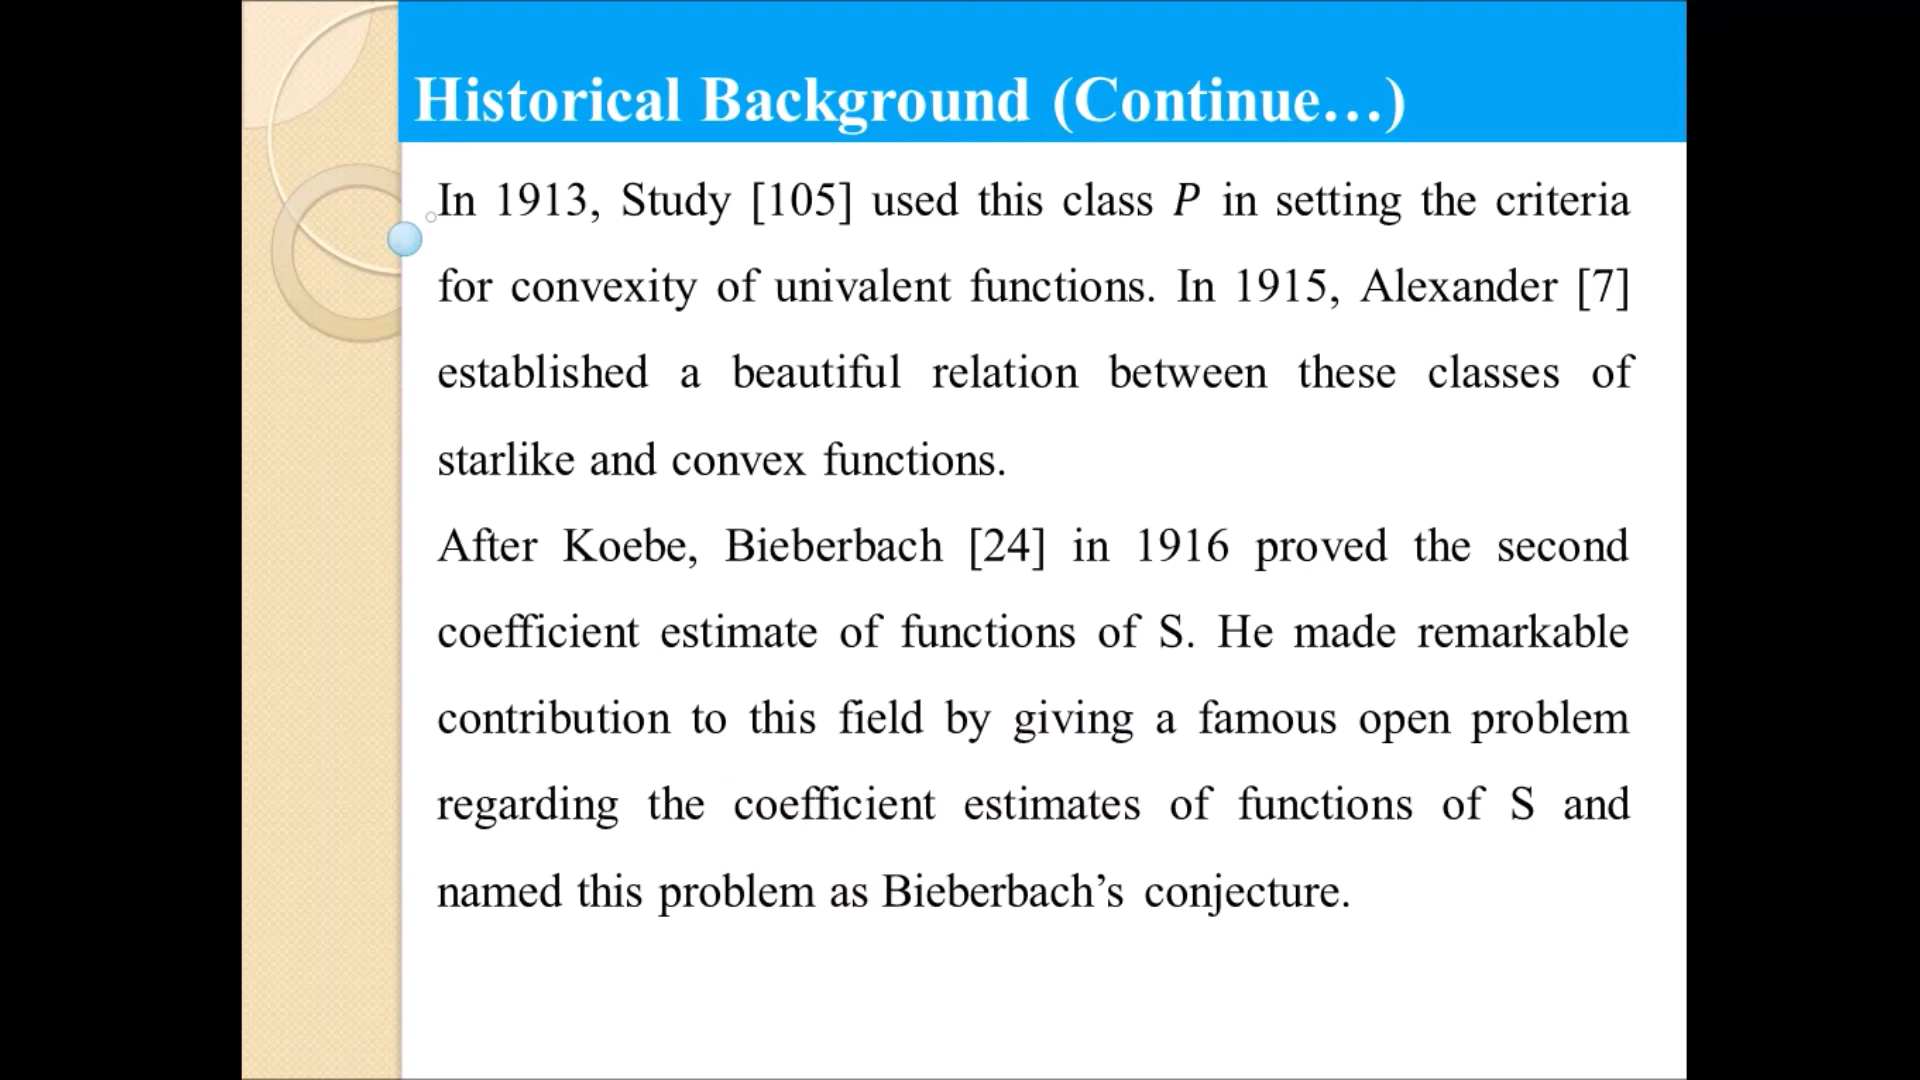 Historical Background (Continue…)
In 1913, Study [105] used this class P in setting the criteria
for convexity of univalent functions. In 1915, Alexander [7]
established a beautiful relation between these classes of
starlike and convex functions.
After Koebe, Bieberbach [24] in 1916 proved the second
coefficient estimate of functions of S. He made remarkable
contribution to this field by giving a famous open problem
regarding the coefficient estimates of functions of S and
named this problem as Bieberbach’s conjecture.